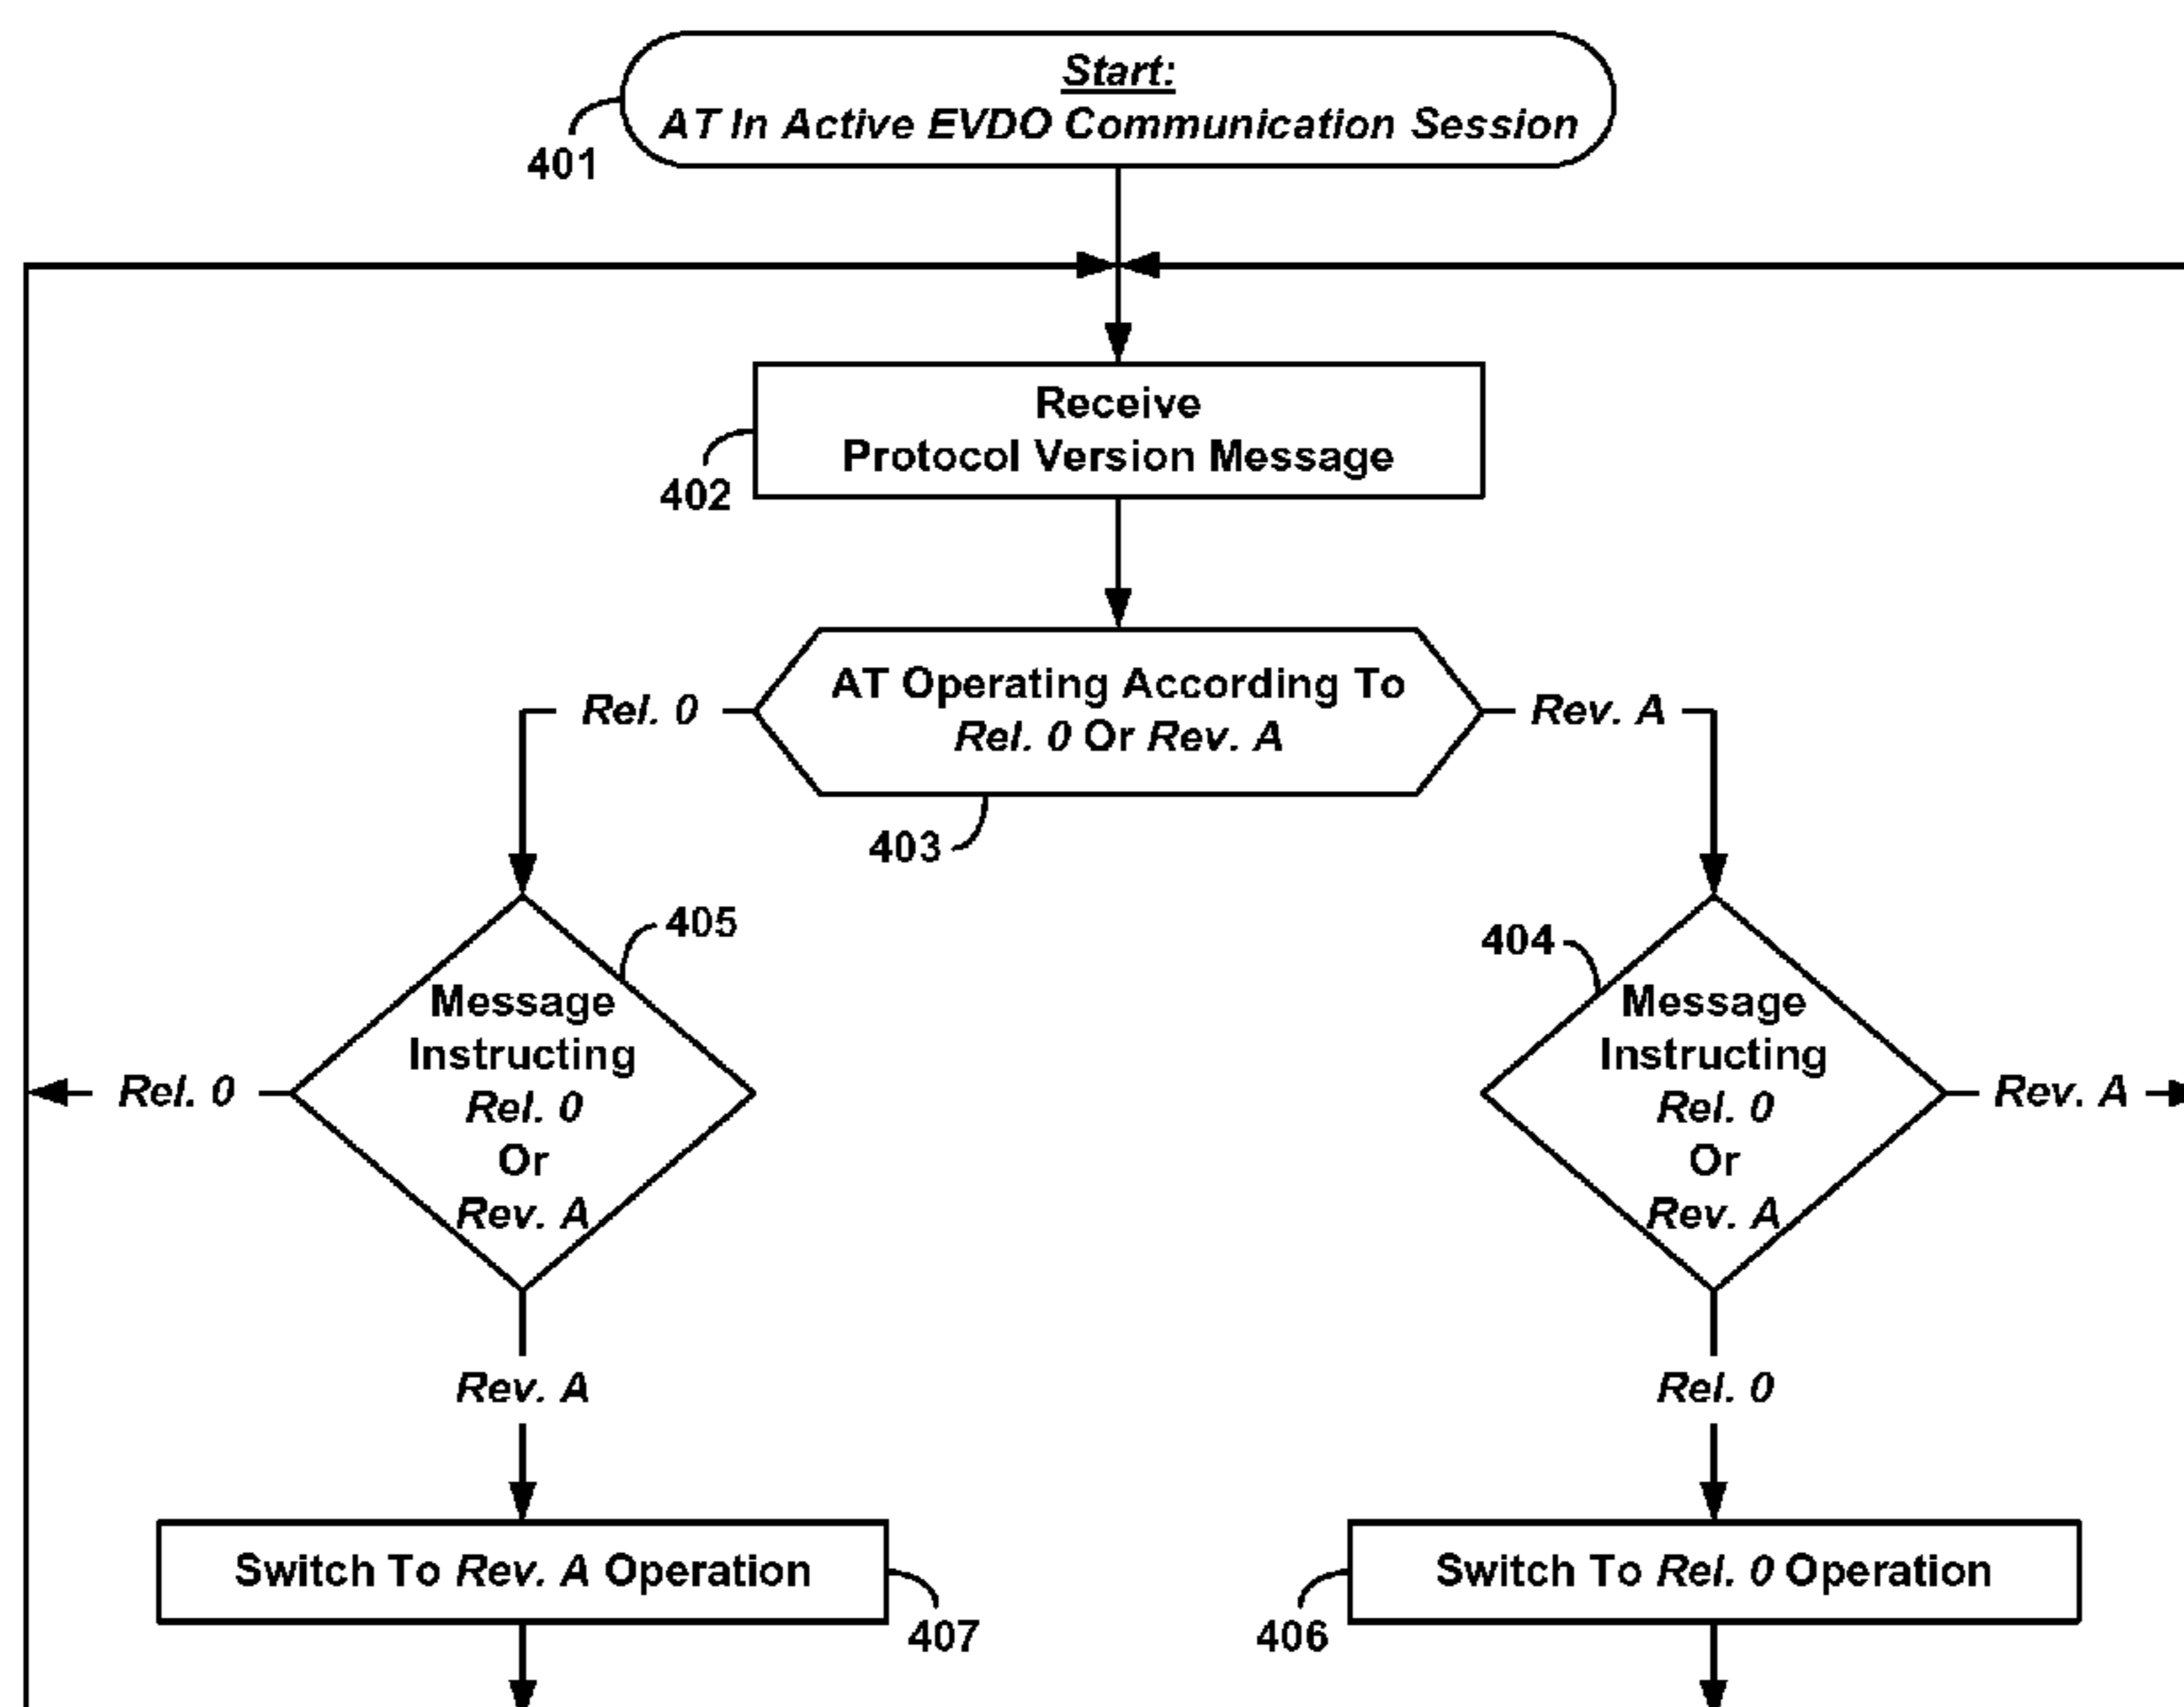 Start:
AT In Active EVDO Communication Session
401
Receive
Protocol Version Message
402
AT Operating According To
Rel. 0 Or Rev. A
Rel. 0
Rev. A
403
405
404
Message
Instructing
Rel. 0
Or
Rev. A
Message
Instructing
Rel. 0
Or
Rev. A
Rel. 0
Rev. A
Rev. A
Rel. 0
Switch To Rev. A Operation
407
Switch To Rel. 0 Operation
406